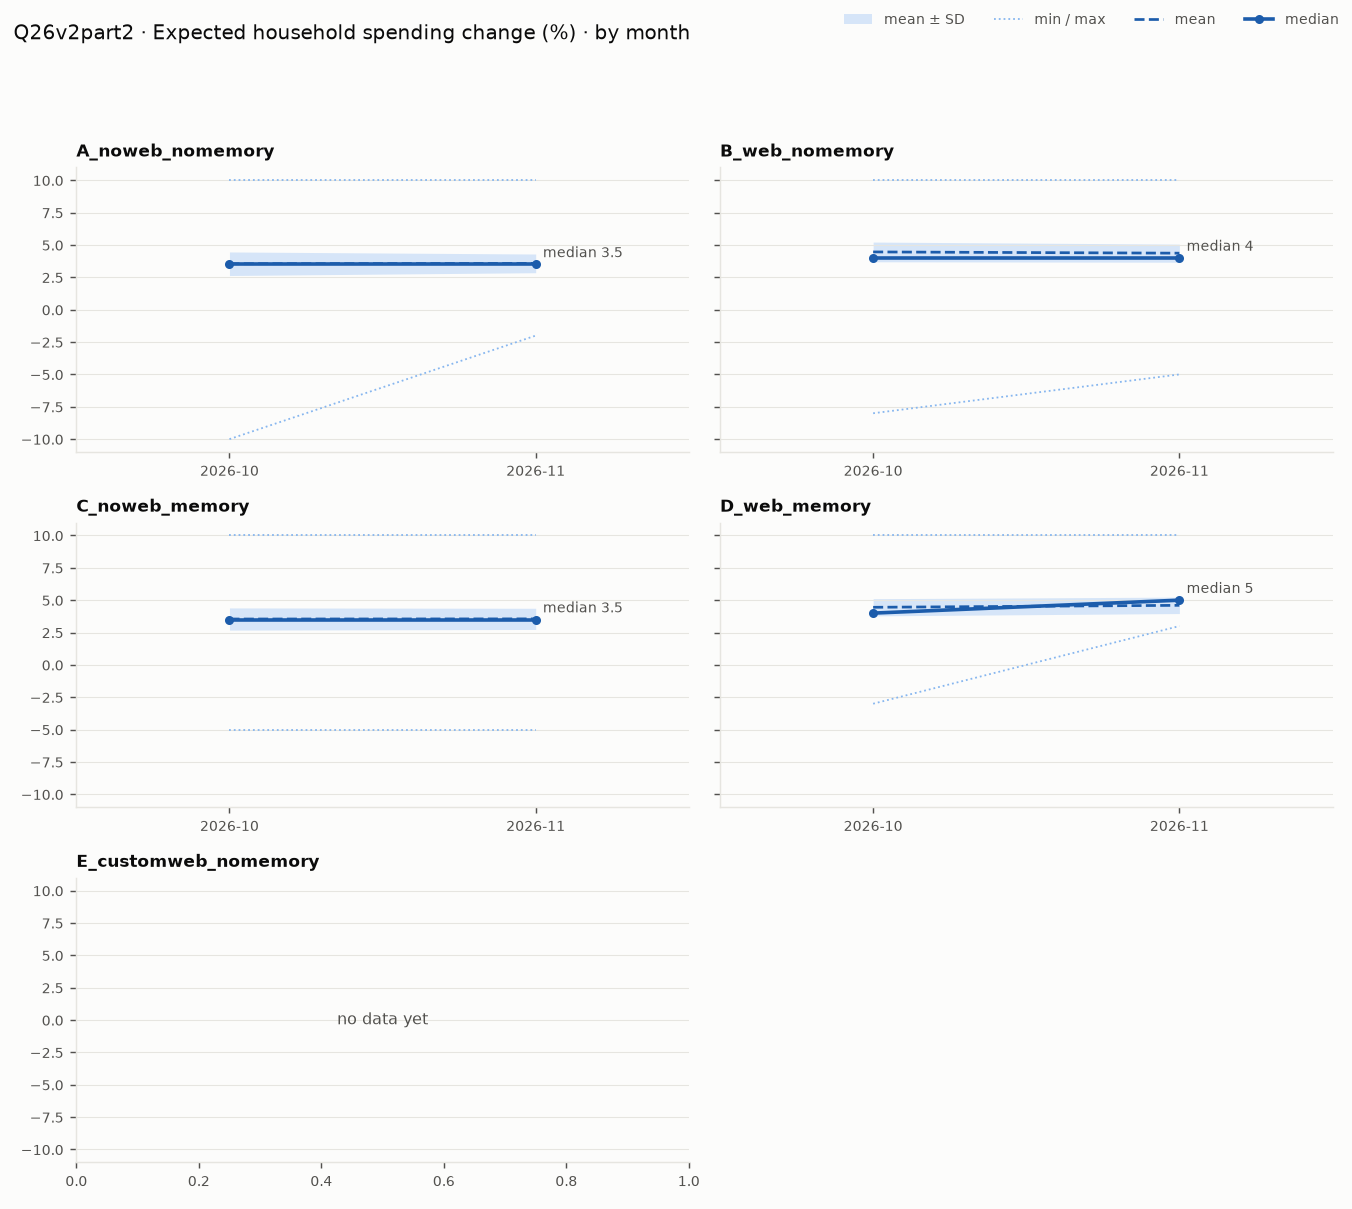 mean ± SD min / max mean median
Q26v2part2 · Expected household spending change (%) · by month
A_noweb_nomemory
10.0
7.5
5.0
2.5
0.0
−2.5
−5.0
−7.5
−10.0
median 3.5
2026-10 2026-11
B_web_nomemory
median 4
2026-10 2026-11
C_noweb_memory
10.0
7.5
5.0
2.5
0.0
−2.5
−5.0
−7.5
−10.0
median 3.5
2026-10 2026-11
D_web_memory
median 5
2026-10 2026-11
E_customweb_nomemory
10.0
7.5
5.0
2.5
0.0
−2.5
−5.0
−7.5
−10.0
no data yet
0.0 0.2 0.4 0.6 0.8 1.0